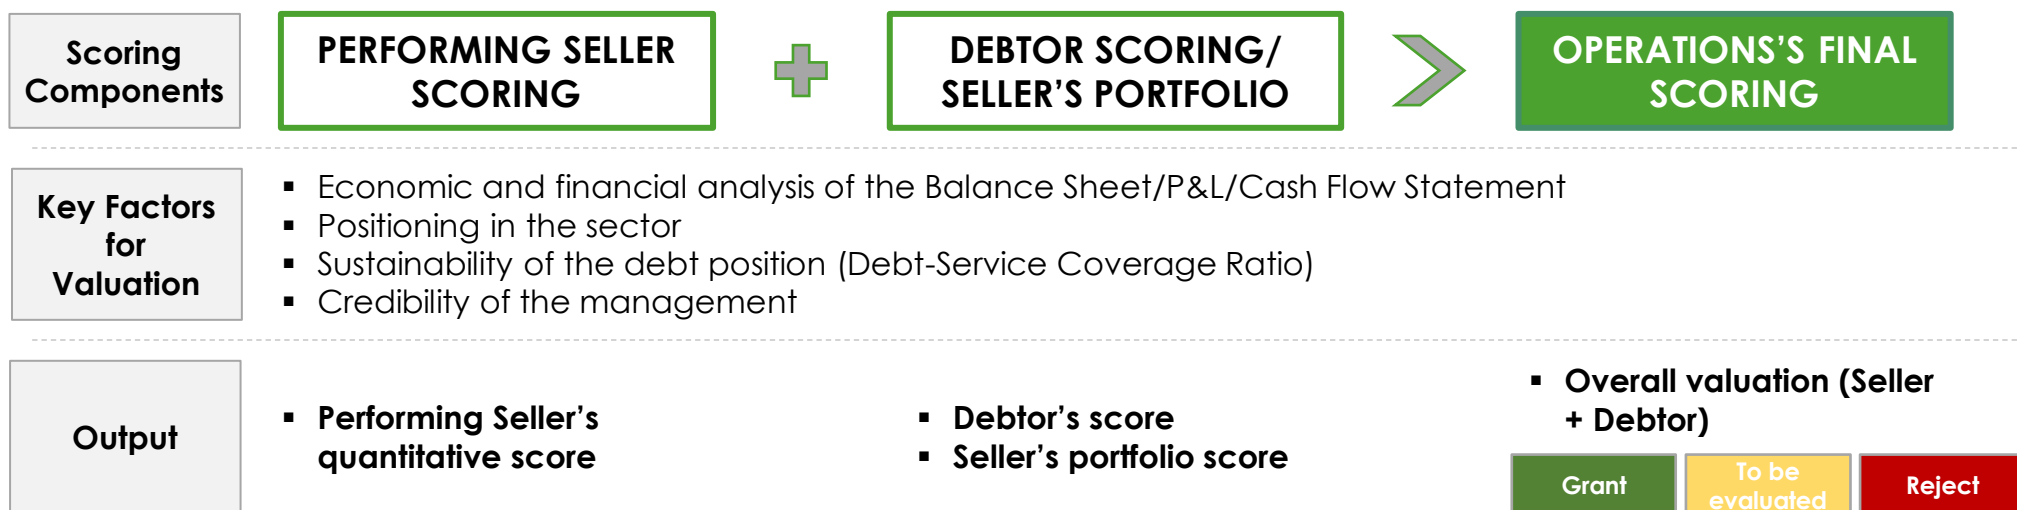 Scoring
Components
PERFORMING SELLER
SCORING
DEBTOR SCORING/
SELLER’S PORTFOLIO
OPERATIONS’S FINAL
SCORING
Key Factors
for
Valuation
▪ Economic and financial analysis of the Balance Sheet/P&L/Cash Flow Statement
▪ Positioning in the sector
▪ Sustainability of the debt position (Debt-Service Coverage Ratio)
▪ Credibility of the management
Output
▪ Performing Seller’s
quantitative score
▪ Debtor’s score
▪ Seller’s portfolio score
▪ Overall valuation (Seller
+ Debtor)
Grant
To be
evaluated
Reject